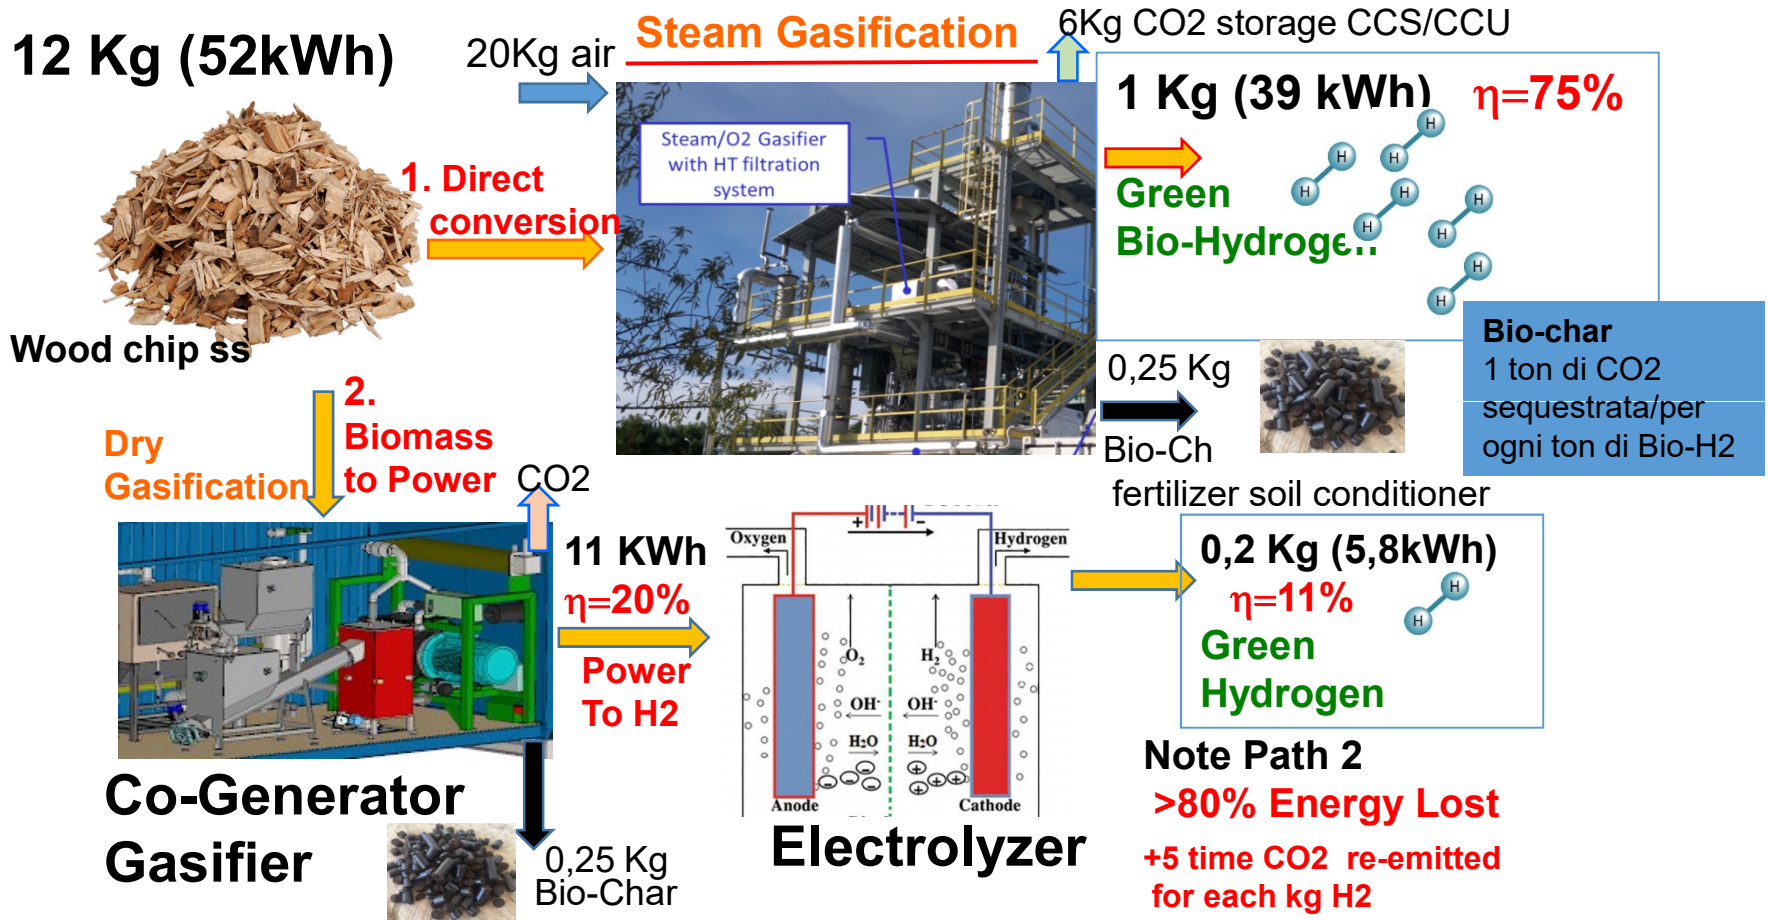 12 Kg (52kWh)
20Kg air
Steam Gasification
6Kg CO2 storage CCS/CCU
1 Kg (39 kWh)
η=75%
Steam/O2 Gasifier
with HT filtration
system
1. Direct
conversion
Green
Bio-Hydrogen
H H
H H
H H
H H
H H
Wood chip ss
0,25 Kg
Bio-Ch
fertilizer soil conditioner
Bio-char
1 ton di CO2
sequestrata/per
ogni ton di Bio-H2
2.
Biomass
to Power
Dry
Gasification
CO2
11 KWh
η=20%
Power
To H2
+ -
Oxygen
Hydrogen
O2
H2
OH-
OH-
H2O
H2O
Anode
Cathode
0,2 Kg (5,8kWh)
η=11%
H H
Green
Hydrogen
Co-Generator
Gasifier
0,25 Kg
Bio-Char
Electrolyzer
Note Path 2
>80% Energy Lost
+5 time CO2 re-emitted
for each kg H2